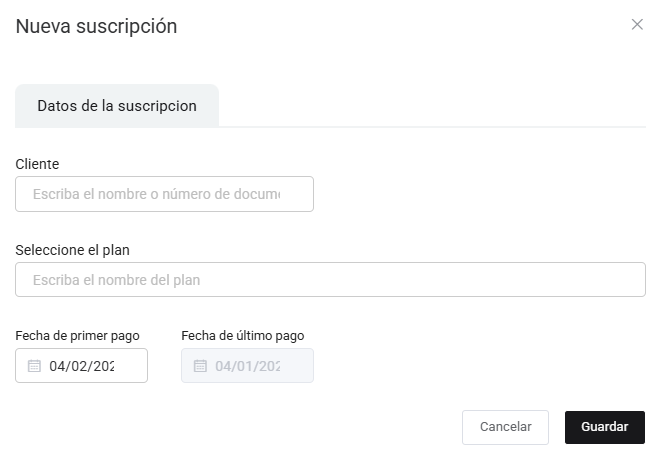 Nueva suscripción
Datos de la suscripcion
Cliente
Escriba el nombre o número de docum
Seleccione el plan
Escriba el nombre del plan
Fecha de primer pago
Fecha de último pago
04/02/202
04/01/202
Cancelar
Guardar